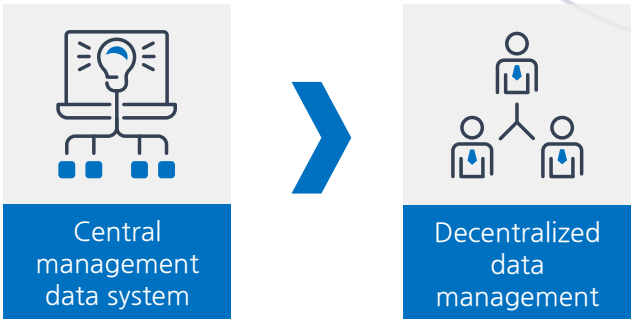 Central
management
data system
Decentralized
data
management